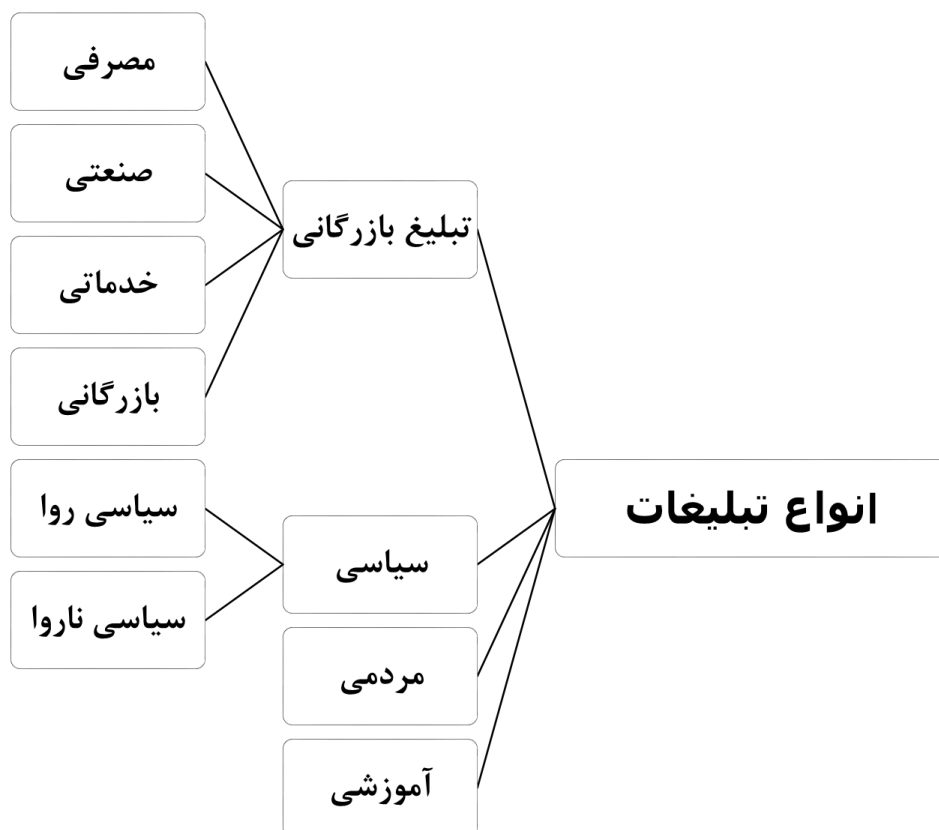 انواع تبلیغات
تبلیغ بازرگانی
مصرفی
صنعتی
خدماتی
بازرگانی
سیاسی
سیاسی روا
سیاسی ناروا
مردمی
آموزشی